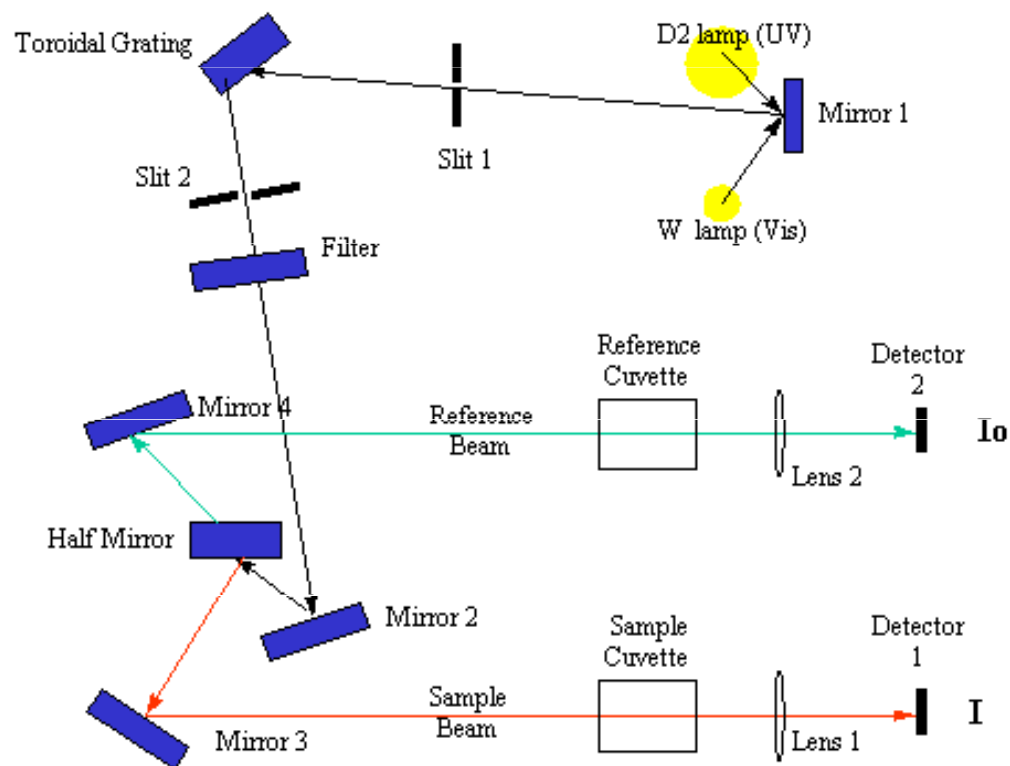 D2 lamp (UV)
Toroidal Grating
Mirror 1
Slit 1
Slit 2
W lamp (Vis)
Filter
Reference
Cuvette
Detector
2
Mirror 4
Reference
Beam
Io
Lens 2
Half Mirror
Mirror 2
Sample
Cuvette
Detector
1
Sample
Beam
I
Mirror 3
Lens 1